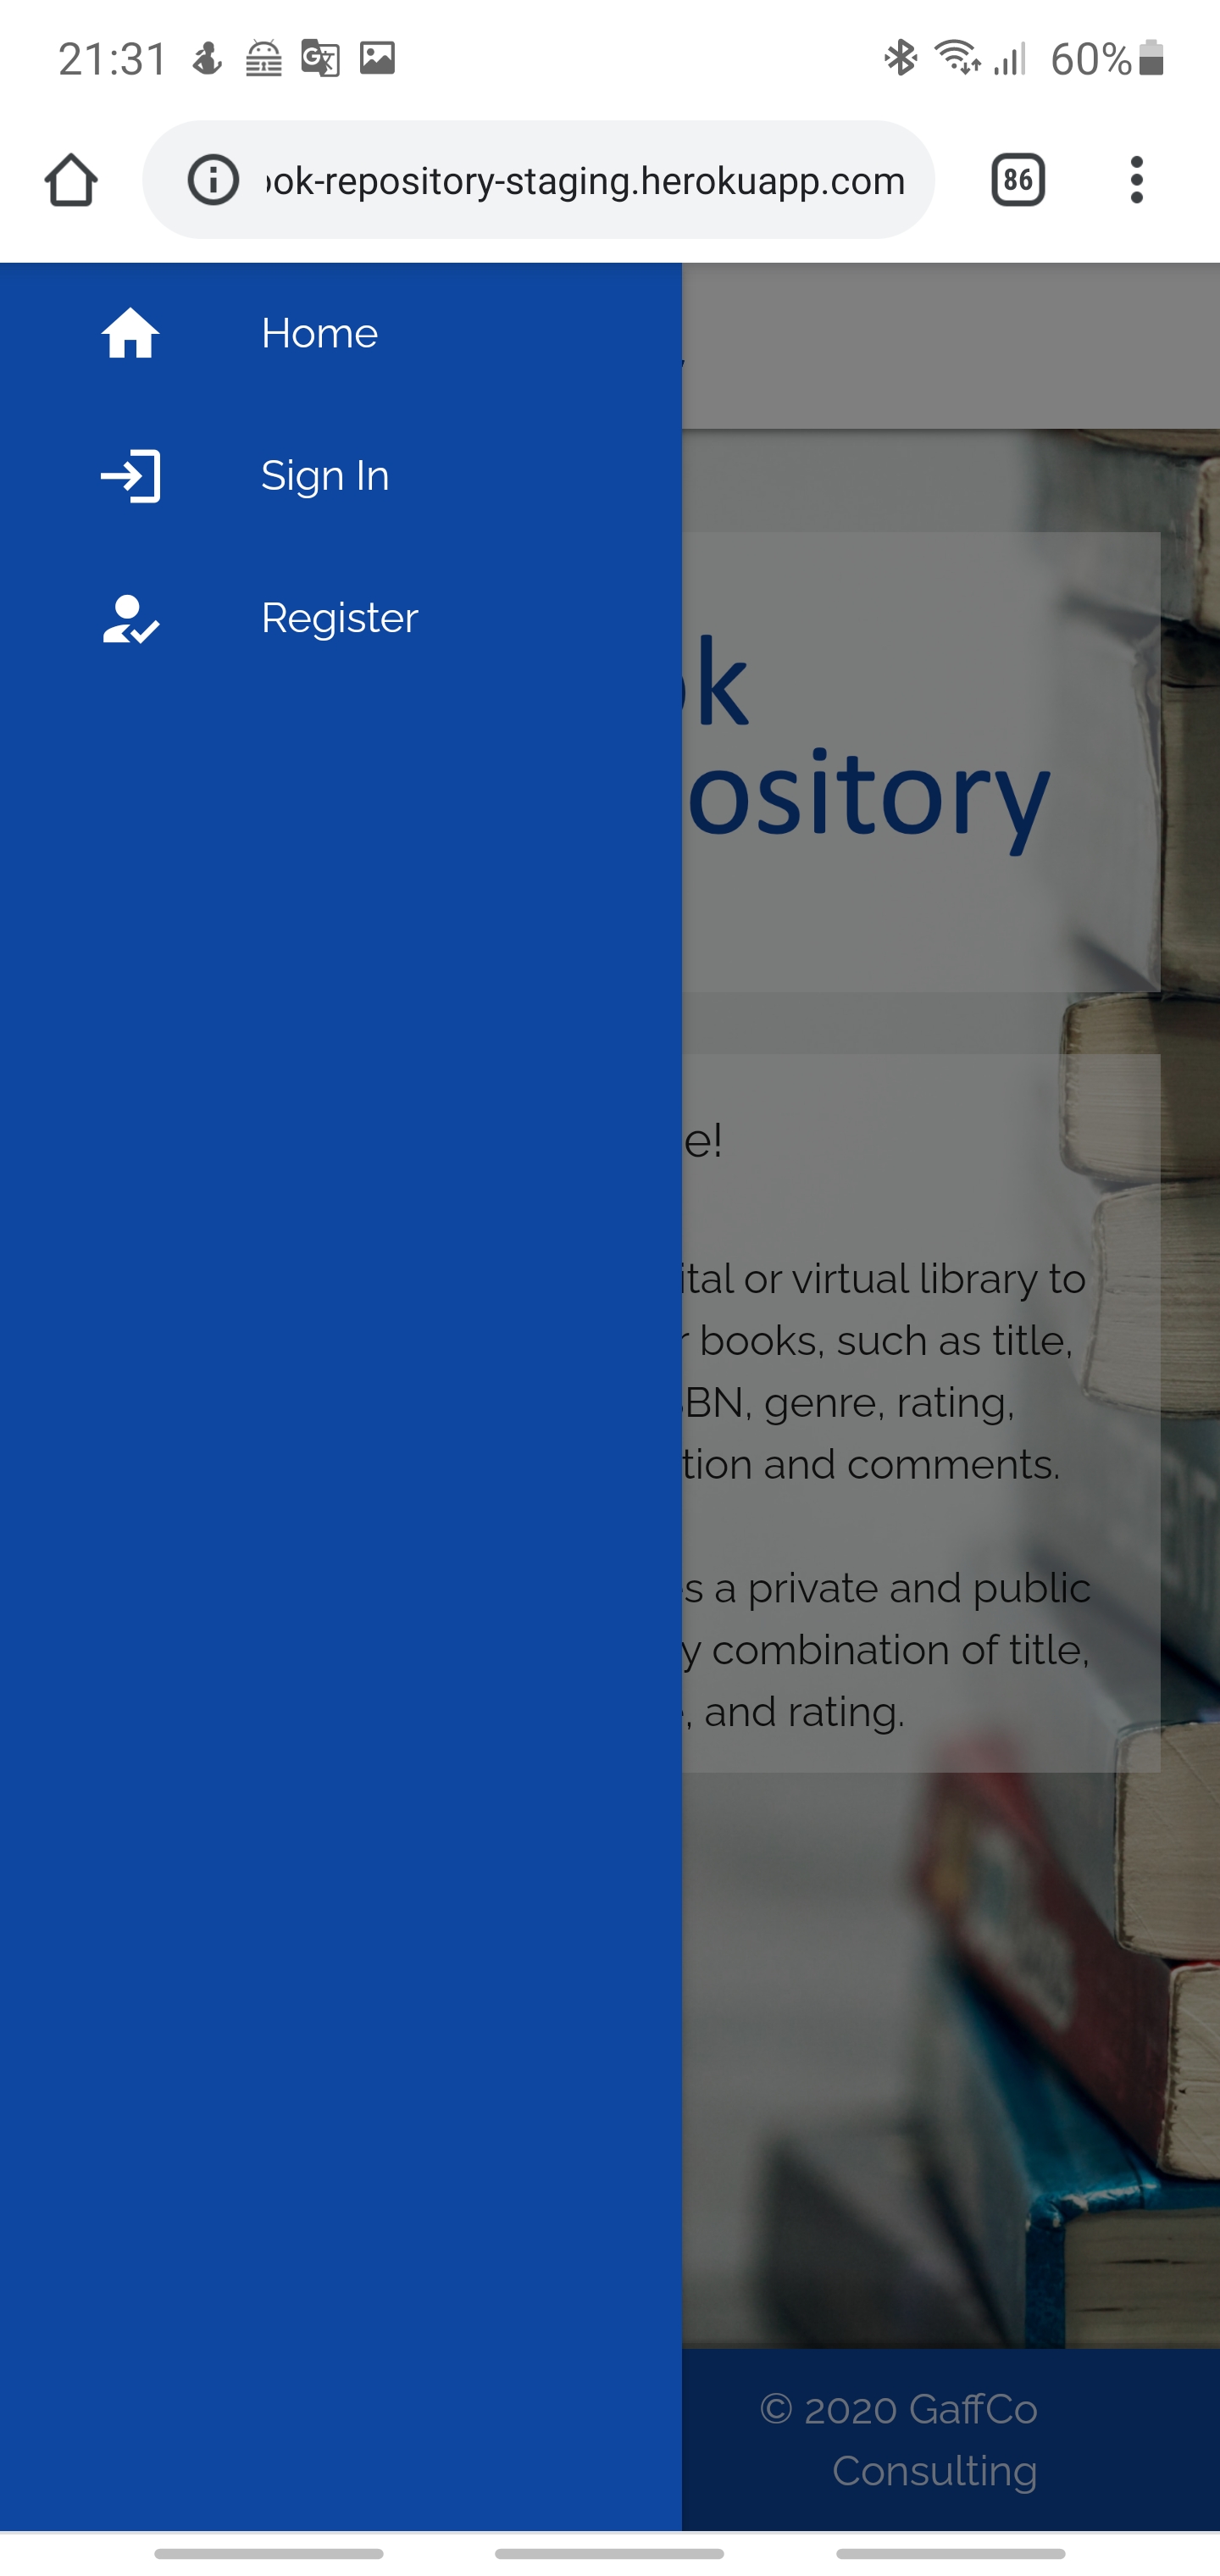 21:31
60%
ok-repository-staging.herokuapp.com
86
Home
Sign In
Register
k
ository
e!
ital or virtual library to
books, such as title,
BN, genre, rating,
tion and comments.
s a private and public
y combination of title,
, and rating.
© 2020 GaffCo
Consulting